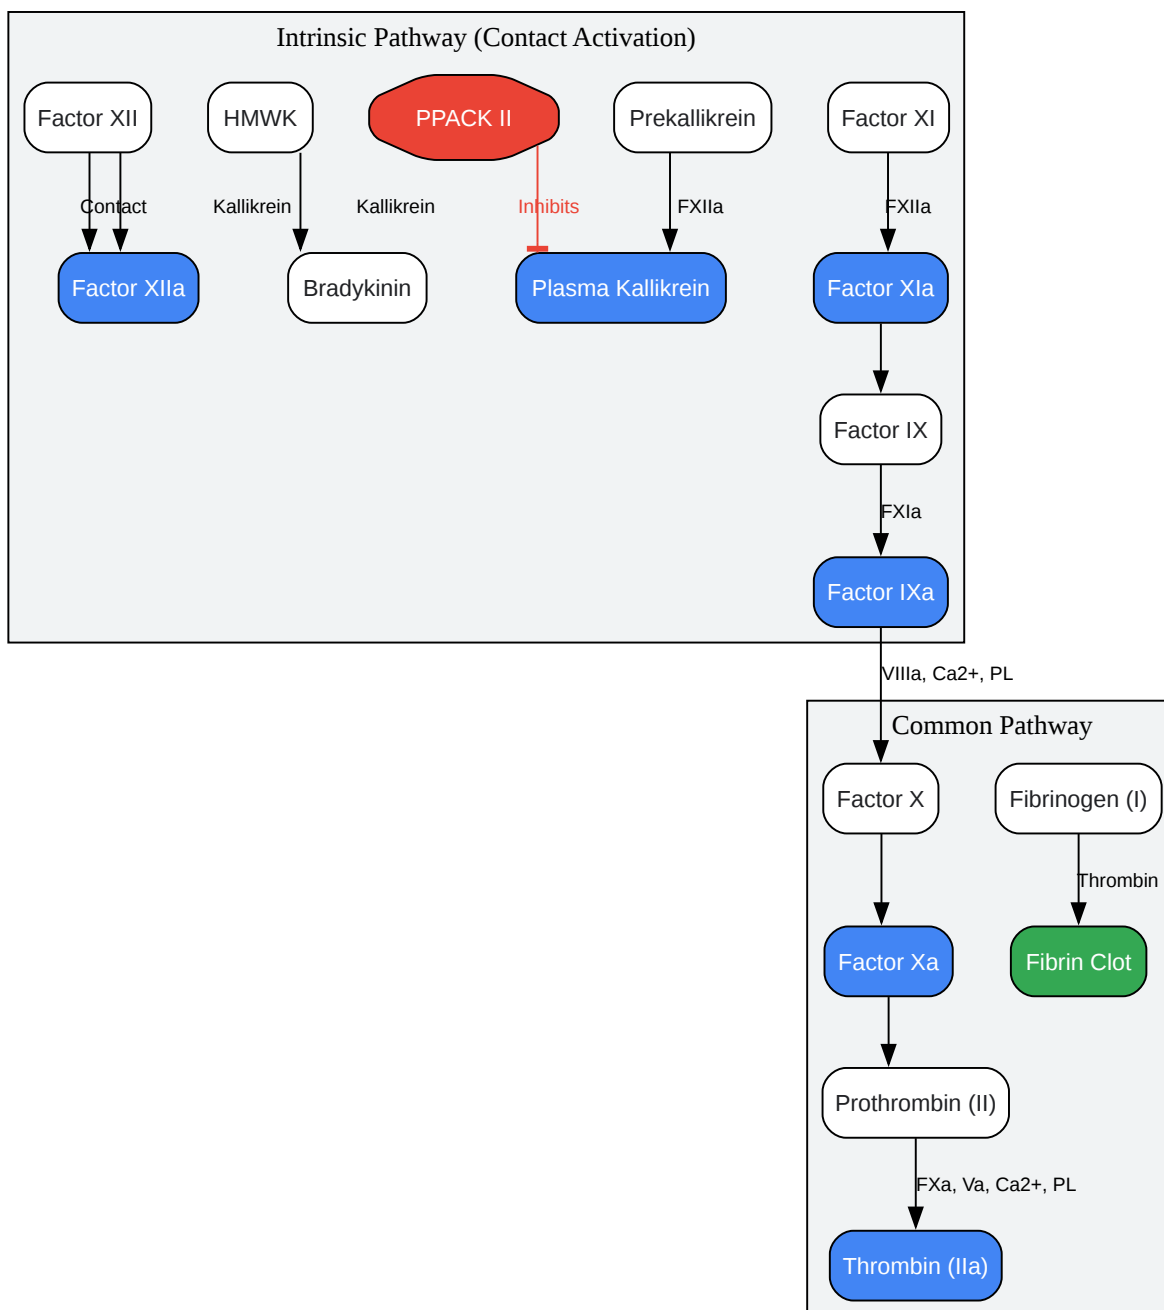 Intrinsic Pathway (Contact Activation)
Factor XII
HMWK
PPACK II
Prekallikrein
Factor XI
Contact
Kallikrein
Kallikrein
Inhibits
FXIIa
FXIIa
Factor XIIa
Bradykinin
Plasma Kallikrein
Factor XIa
Factor IX
FXIa
Factor IXa
VIIIa, Ca2+, PL
Common Pathway
Factor X
Fibrinogen (I)
Thrombin
Factor Xa
Fibrin Clot
Prothrombin (II)
FXa, Va, Ca2+, PL
Thrombin (IIa)